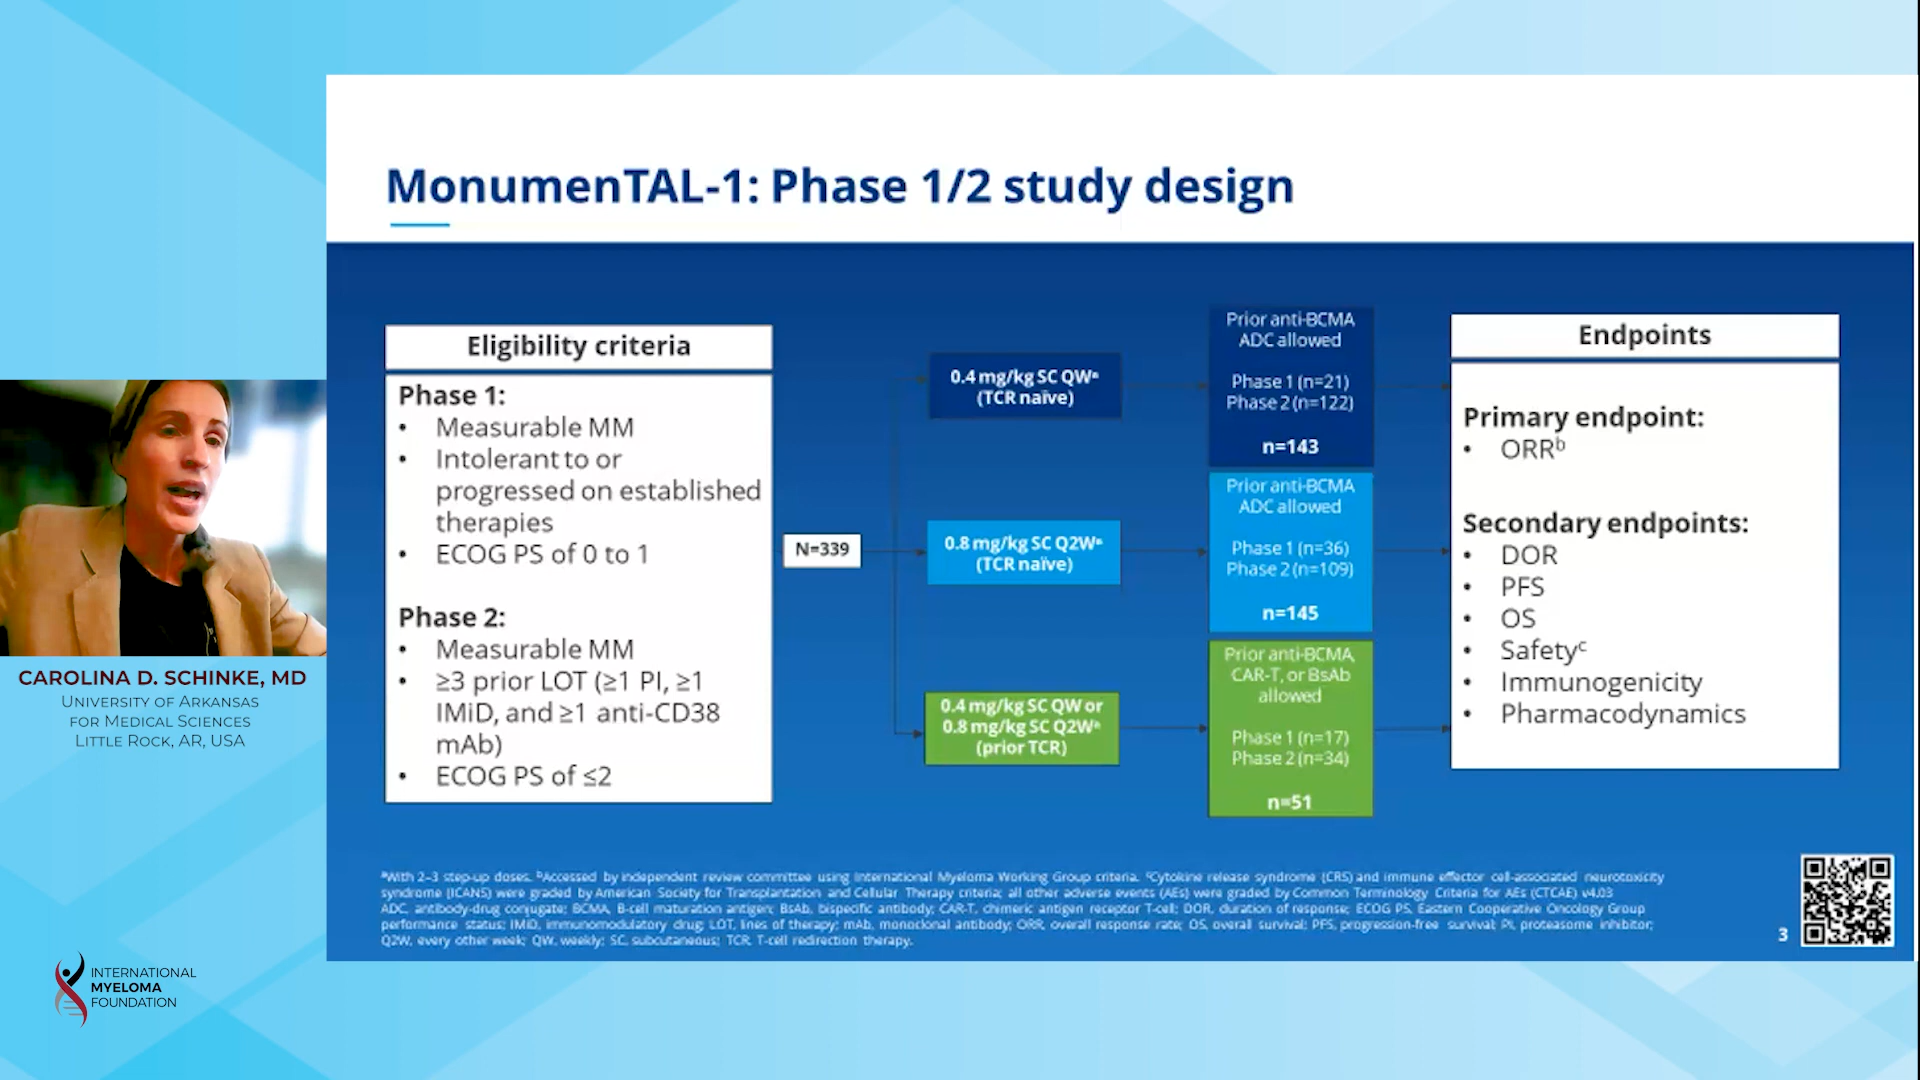 MonumenTAL-1: Phase 1/2 study design
Eligibility criteria
Phase 1:
• Measurable MM
• Intolerant to or
progressed on established
therapies
• ECOG PS of 0 to 1
Phase 2:
• Measurable MM
• ≥3 prior LOT (≥1 PI, ≥1
IMiD, and ≥1 anti-CD38
mAb)
• ECOG PS of ≤2
N=339
0.4 mg/kg SC QWᵃ
(TCR naïve)
0.8 mg/kg SC Q2Wᵃ
(TCR naïve)
0.4 mg/kg SC QW or
0.8 mg/kg SC Q2Wᵃ
(prior TCR)
Prior anti-BCMA
ADC allowed
Phase 1 (n=21)
Phase 2 (n=122)
n=143
Prior anti-BCMA
ADC allowed
Phase 1 (n=36)
Phase 2 (n=109)
n=145
Prior anti-BCMA,
CAR-T, or BsAb
allowed
Phase 1 (n=17)
Phase 2 (n=34)
n=51
Endpoints
Primary endpoint:
• ORRᵇ
Secondary endpoints:
• DOR
• PFS
• OS
• Safetyᶜ
• Immunogenicity
• Pharmacodynamics
ᵃWith 2–3 step-up doses. ᵇAccessed by independent review committee using International Myeloma Working Group criteria. ᶜCytokine release syndrome (CRS) and immune effector cell-associated neurotoxicity
syndrome (ICANS) were graded by American Society for Transplantation and Cellular Therapy criteria; all other adverse events (AEs) were graded by Common Terminology Criteria for AEs (CTCAE) v4.03
ADC, antibody-drug conjugate; BCMA, B-cell maturation antigen; BsAb, bispecific antibody; CAR-T, chimeric antigen receptor T-cell; DOR, duration of response; ECOG PS, Eastern Cooperative Oncology Group
performance status; IMiD, immunomodulatory drug; LOT, lines of therapy; mAb, monoclonal antibody; ORR, overall response rate; OS, overall survival; PFS, progression-free survival; PI, proteasome inhibitor;
Q2W, every other week; QW, weekly; SC, subcutaneous; TCR, T-cell redirection therapy.
3
CAROLINA D. SCHINKE, MD
UNIVERSITY OF ARKANSAS
FOR MEDICAL SCIENCES
LITTLE ROCK, AR, USA
INTERNATIONAL
MYELOMA
FOUNDATION